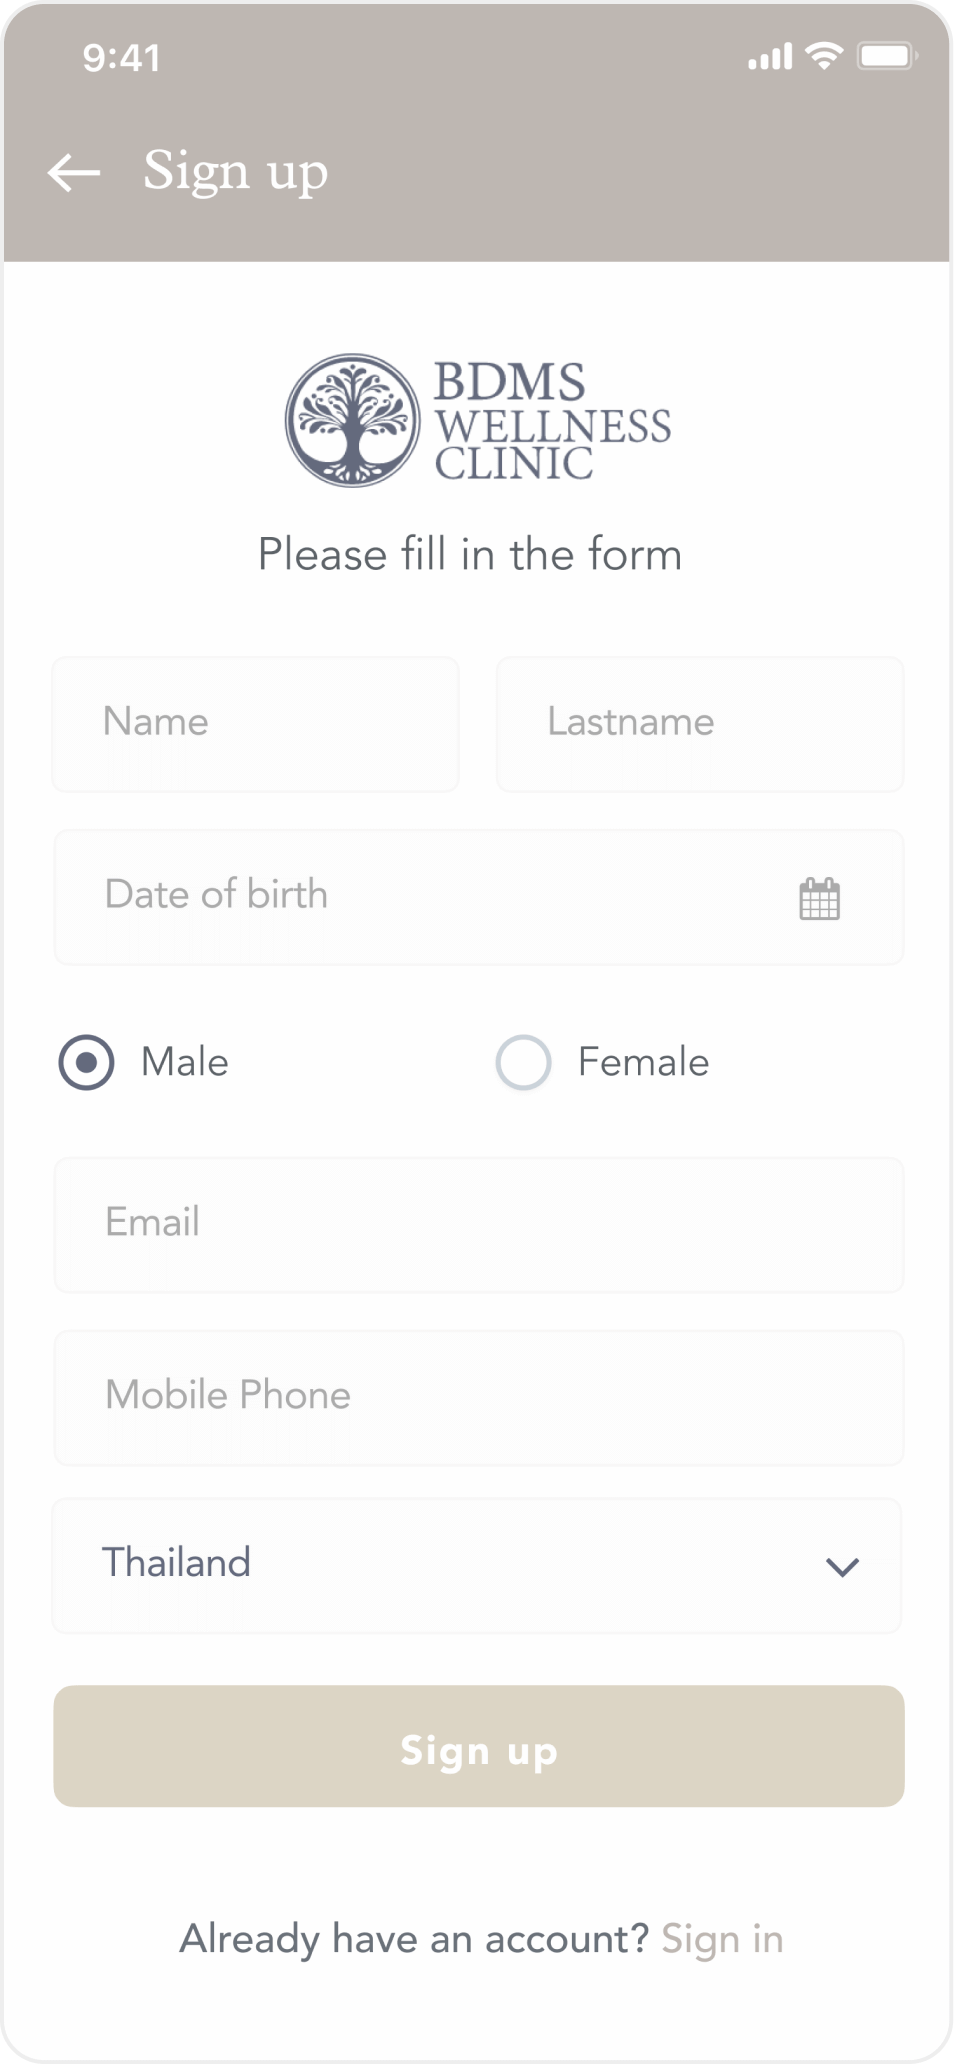 9:41
Sign up
BDMS
WELLNESS
CLINIC
Please fill in the form
Name
Lastname
Date of birth
Male
Female
Email
Mobile Phone
Thailand
Sign up
Already have an account? Sign in